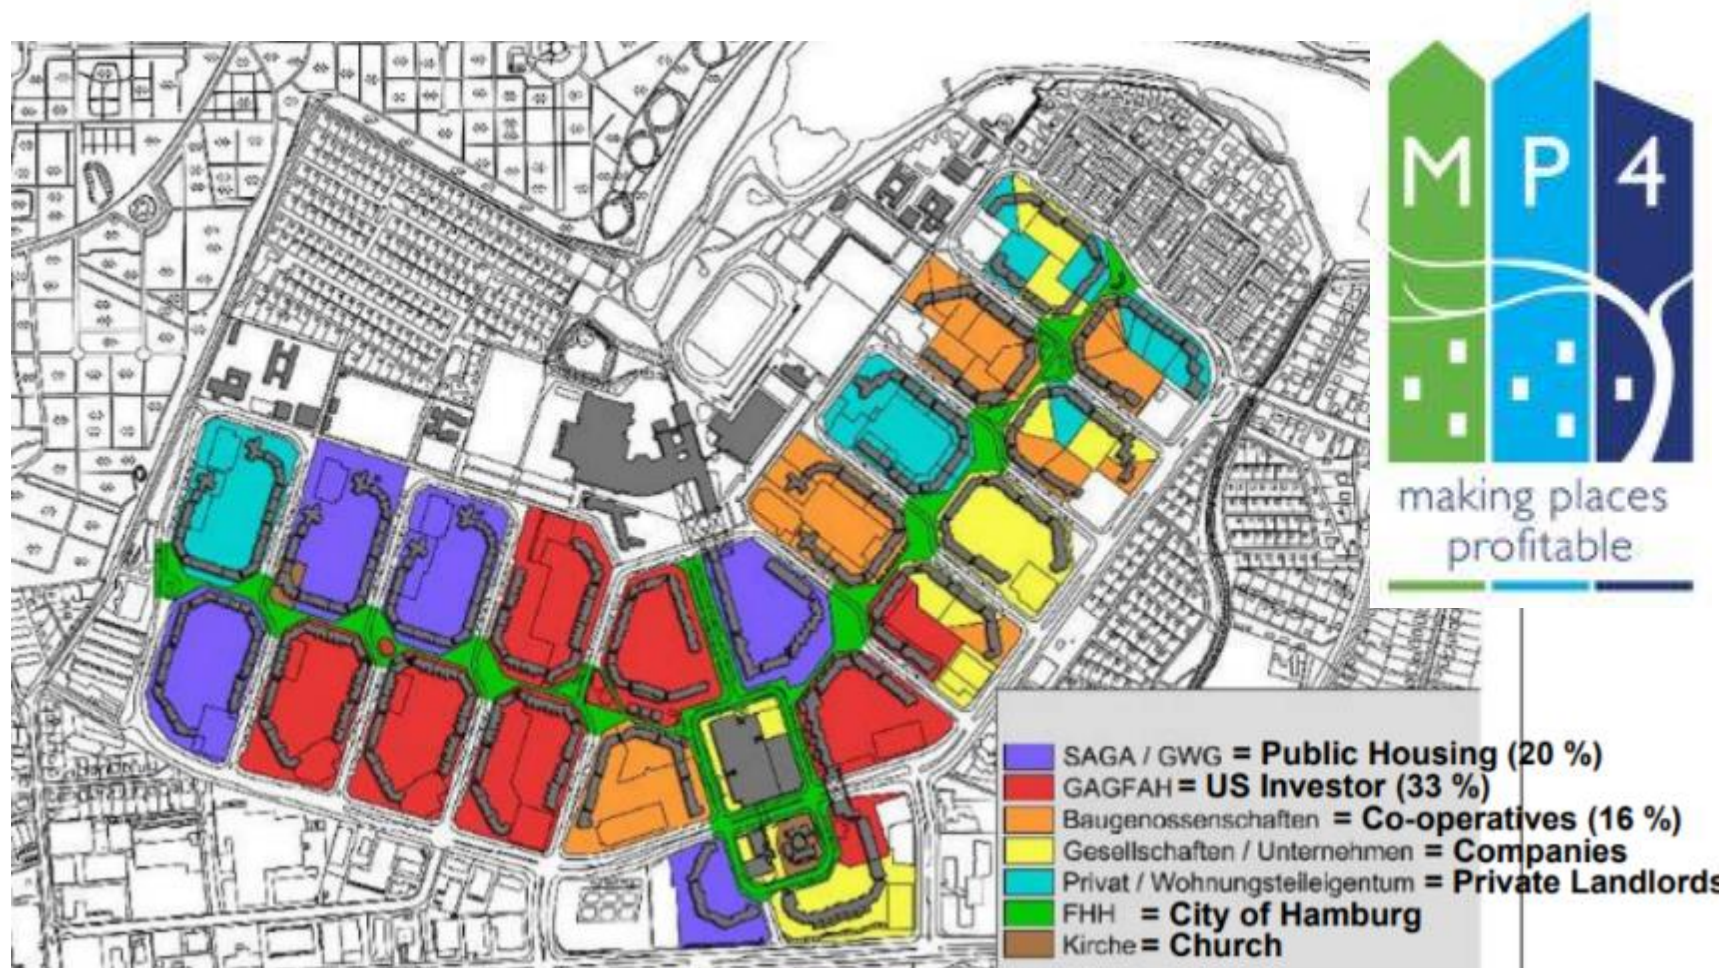 MP4
making places
profitable
SAGA / GWG = Public Housing (20 %)
GAGFAH = US Investor (33 %)
Baugenossenschaften = Co-operatives (16 %)
Gesellschaften / Unternehmen = Companies
Privat / Wohnungsteileigentum = Private Landlords
FHH = City of Hamburg
Kirche = Church